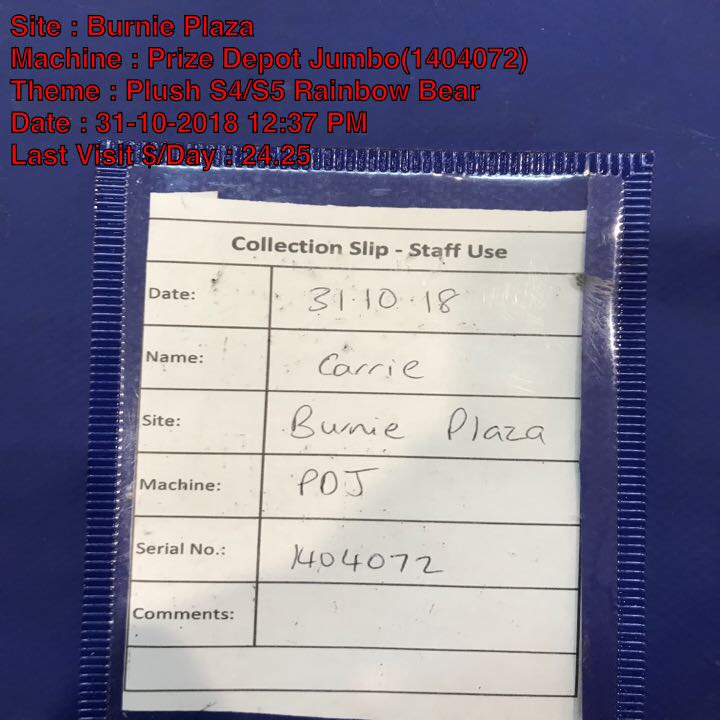 Site : Burnie Plaza
Machine : Prize Depot Jumbo(1404072)
Theme : Plush S4/S5 Rainbow Bear
Date : 31-10-2018 12:37 PM
Last Visit $/Day : 24.25
Collection Slip - Staff Use
Date: 31.10.18
Name: Carrie
Site: Burnie Plaza
Machine: PDJ
Serial No.: 1404072
Comments: